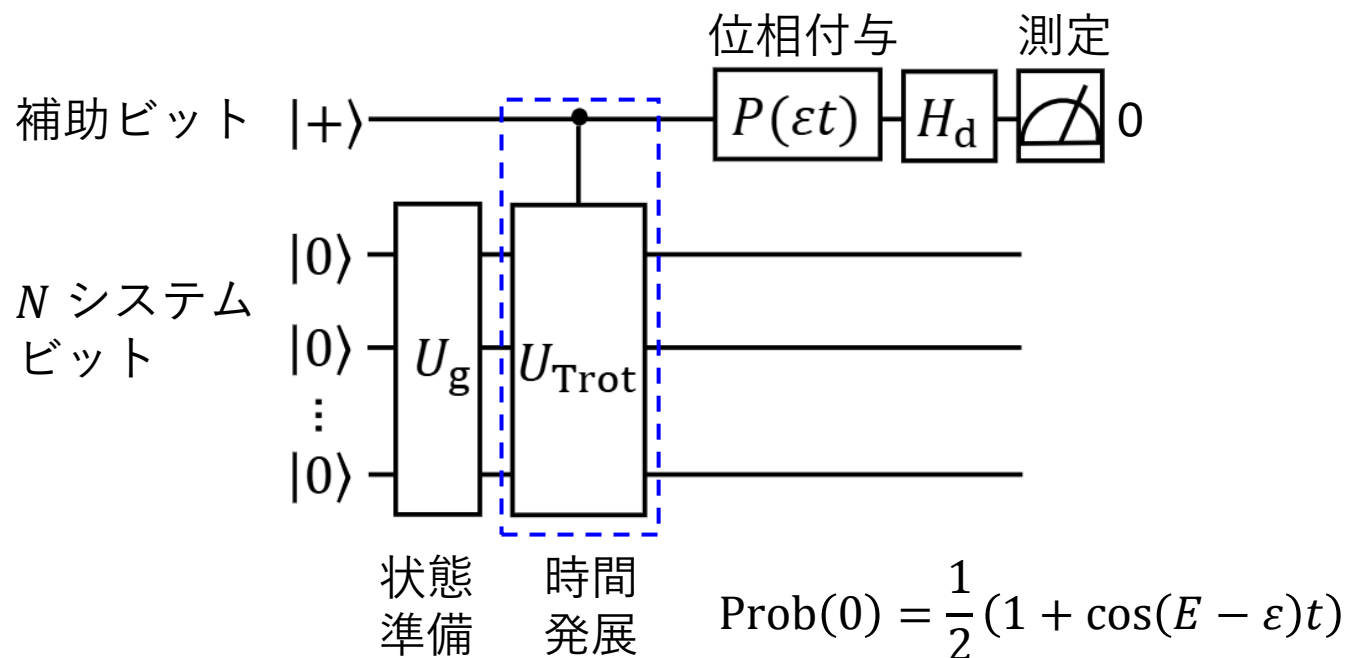 位相付与 測定
補助ビット |+⟩ P(εt) H_d 0
|0⟩
N システム
ビット
|0⟩ U_g U_Trot
⋮
|0⟩
状態 時間
準備 発展
Prob(0) = \frac{1}{2}(1 + cos(E − ε)t)